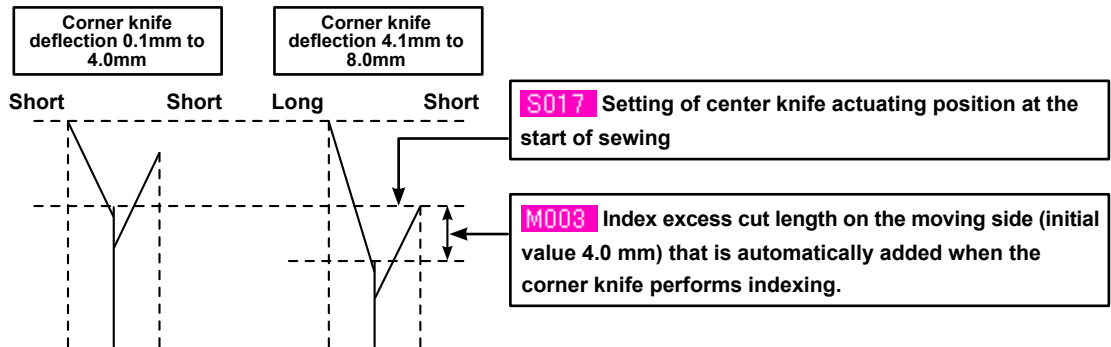 Corner knife
deflection 0.1mm to
4.0mm
Corner knife
deflection 4.1mm to
8.0mm
Short Short Long Short
S017 Setting of center knife actuating position at the
start of sewing
M003 Index excess cut length on the moving side (initial
value 4.0 mm) that is automatically added when the
corner knife performs indexing.